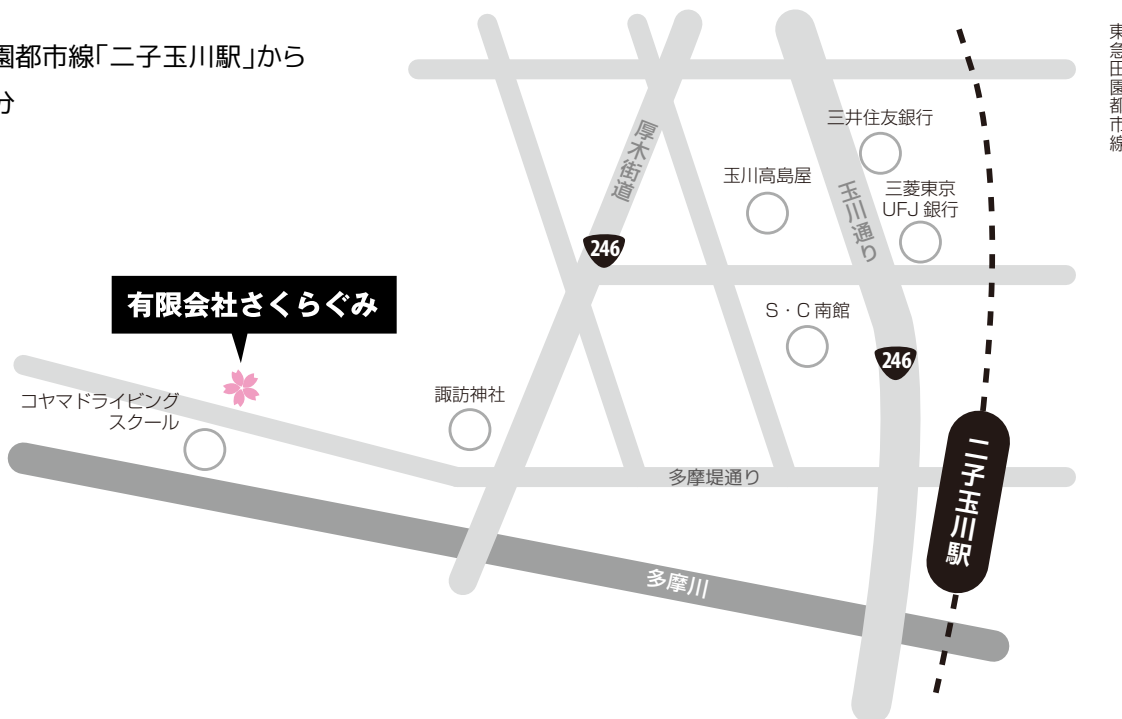 園都市線「二子玉川駅」から
分
東急田園都市線
三井住友銀行
厚木街道
玉川高島屋
玉川通り
三菱東京
UFJ 銀行
246
有限会社さくらぐみ
S・C 南館
246
コヤマドライビング
スクール
諏訪神社
多摩堤通り
二子玉川駅
多摩川